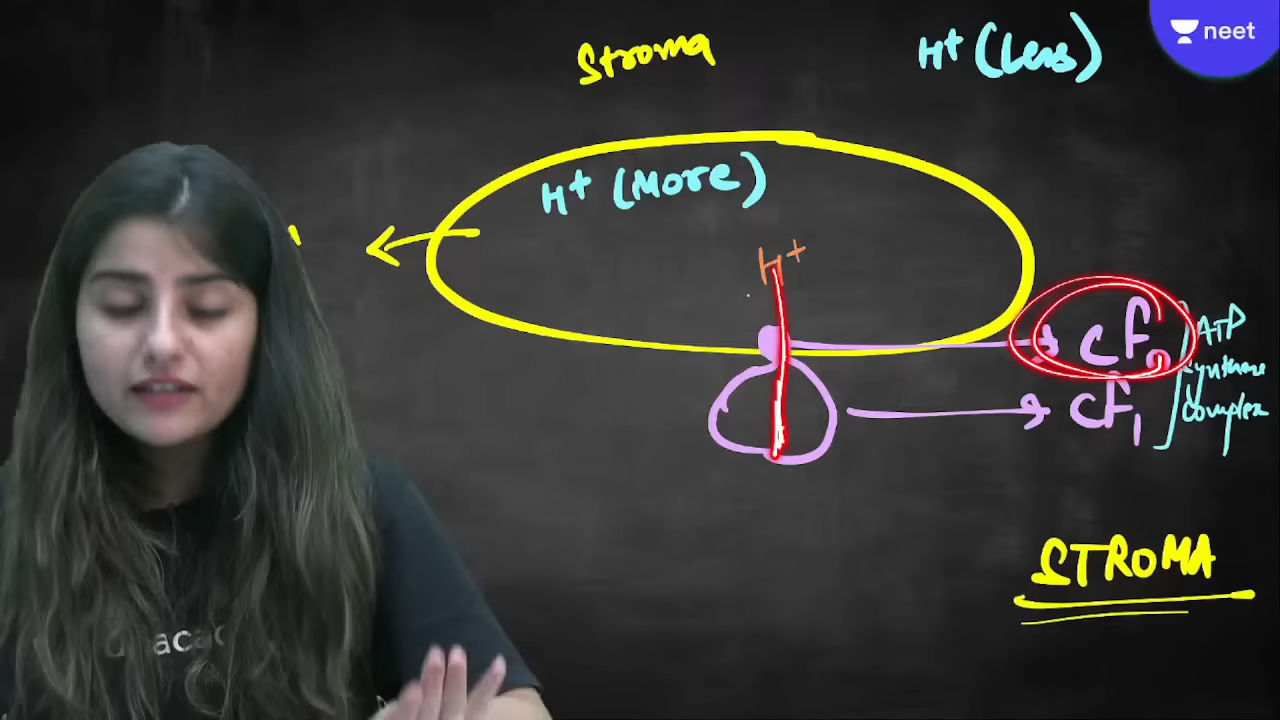 Stroma
H+ (Less)
neet
H+ (More)
H+
CF0
ATP
Synthase
complex
CF1
STROMA